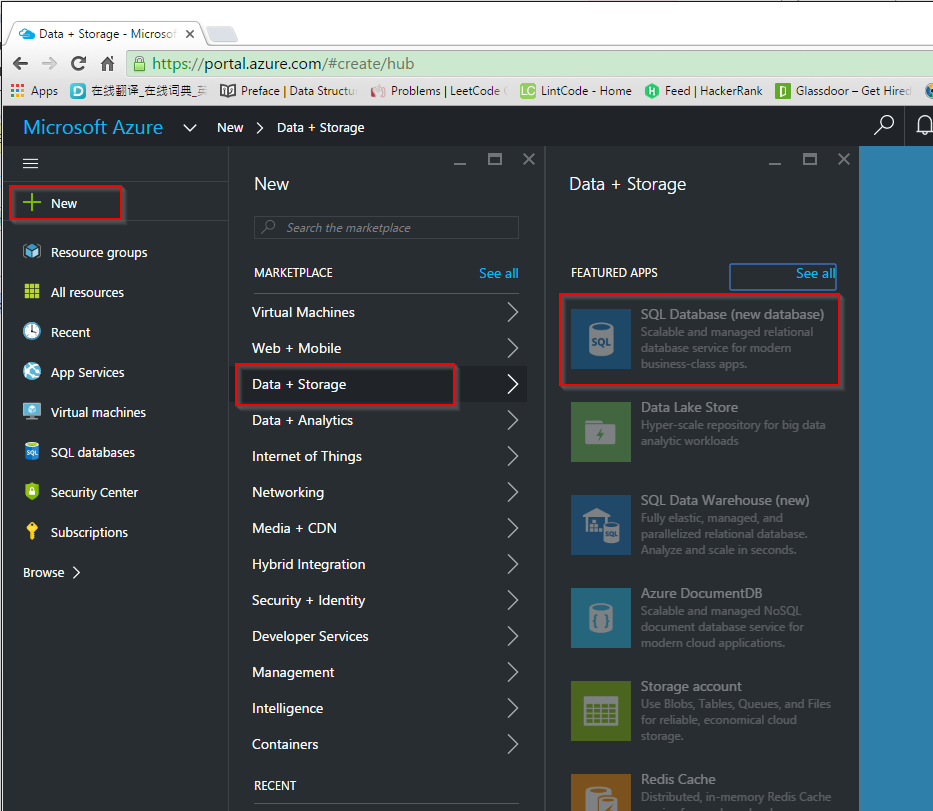 Data + Storage - Microsof
https://portal.azure.com/#create/hub
Apps
在线翻译_在线词典_英
Preface | Data Structur
Problems | LeetCode
LintCode - Home
Feed | HackerRank
Glassdoor – Get Hired
Microsoft Azure
New
Data + Storage
New
Resource groups
All resources
Recent
App Services
Virtual machines
SQL
SQL databases
Security Center
Subscriptions
Browse
New
Search the marketplace
MARKETPLACE
See all
Virtual Machines
Web + Mobile
Data + Storage
Data + Analytics
Internet of Things
Networking
Media + CDN
Hybrid Integration
Security + Identity
Developer Services
Management
Intelligence
Containers
RECENT
Data + Storage
FEATURED APPS
See all
SQL
SQL Database (new database)
Scalable and managed relational
database service for modern
business-class apps.
Data Lake Store
Hyper-scale repository for big data
analytic workloads
SQL
SQL Data Warehouse (new)
Fully elastic, managed, and
parallelized relational database.
Analyze and scale in seconds.
Azure DocumentDB
Scalable and managed NoSQL
document database service for
modern cloud applications.
Storage account
Use Blobs, Tables, Queues, and Files
for reliable, economical cloud
storage.
Redis Cache
Distributed, in-memory Redis Cache